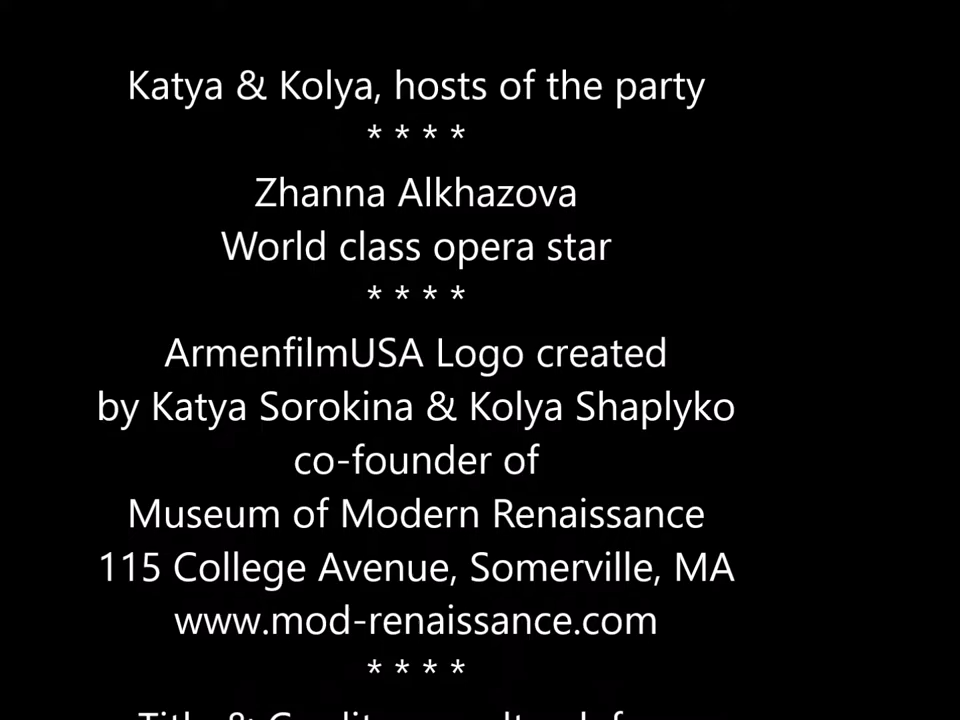 Katya & Kolya, hosts of the party
* * * *
Zhanna Alkhazova
World class opera star
* * * *
ArmenfilmUSA Logo created
by Katya Sorokina & Kolya Shaplyko
co-founder of
Museum of Modern Renaissance
115 College Avenue, Somerville, MA
www.mod-renaissance.com
* * * *
Title &